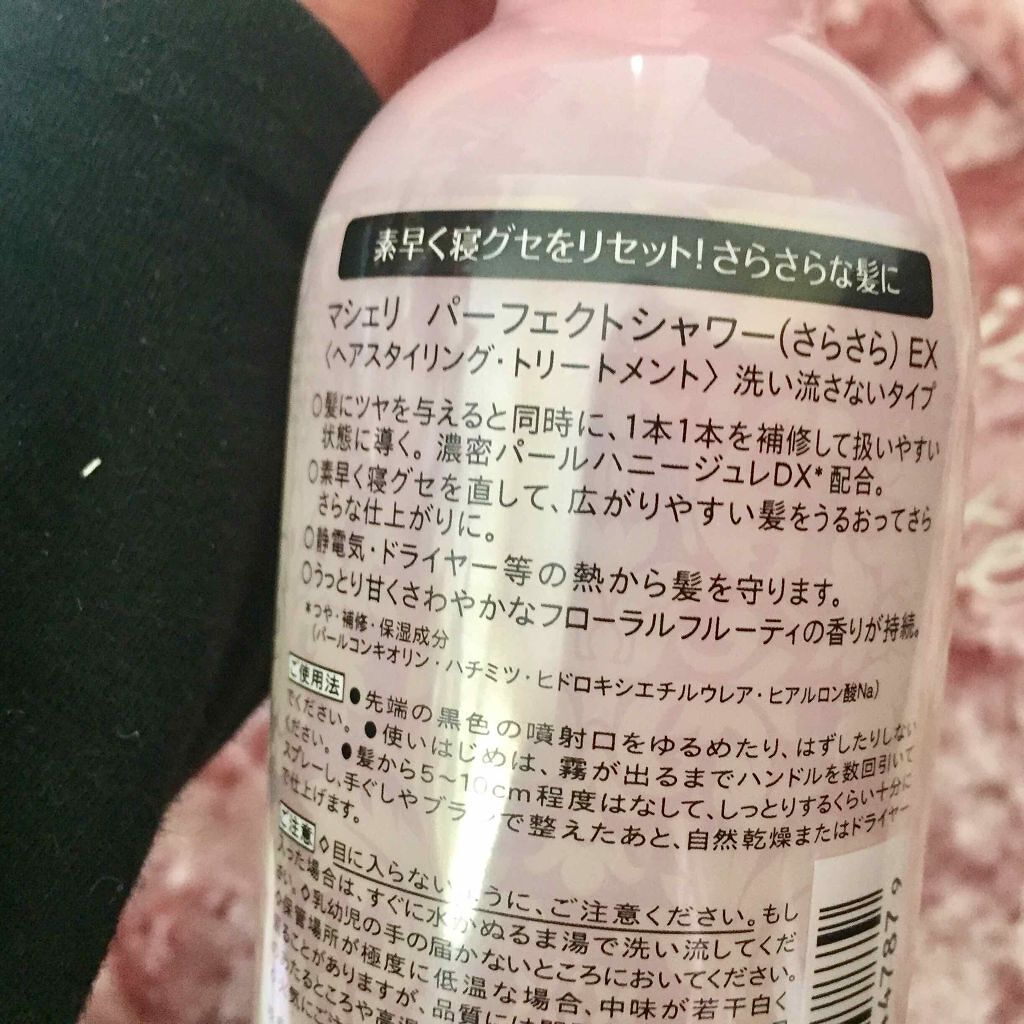 素早く寝グセをリセット!さらさらな髪に
マシェリ パーフェクトシャワー(さらさら)EX
〈ヘアスタイリング・トリートメント〉洗い流さないタイプ
○髪にツヤを与えると同時に、1本1本を補修して扱いやすい
状態に導く。濃密パールハニージュレDX*配合。
○素早く寝グセを直して、広がりやすい髪をうるおってさら
さらな仕上がりに。
○静電気・ドライヤー等の熱から髪を守ります。
○うっとり甘くさわやかなフローラルフルーティの香りが持続。
*つや・補修・保湿成分
(パールコンキオリン・ハチミツ・ヒドロキシエチルウレア・ヒアルロン酸Na)
ご使用法 ●先端の黒色の噴射口をゆるめたり、はずしたりしない
でください。●使いはじめは、霧が出るまでハンドルを数回引いて
ください。●髪から5~10cm程度はなして、しっとりするくらい十分に
スプレーし、手ぐしやブラシで整えたあと、自然乾燥またはドライヤー
で仕上げます。
ご注意 ◇目に入らないように、ご注意ください。もし
入った場合は、すぐに水かぬるま湯で洗い流してくだ
さい。◇乳幼児の手の届かないところにおいてください。
◇保管場所が極度に低温な場合、中味が若干白く
ることがありますが、品質には
あたるところや高温